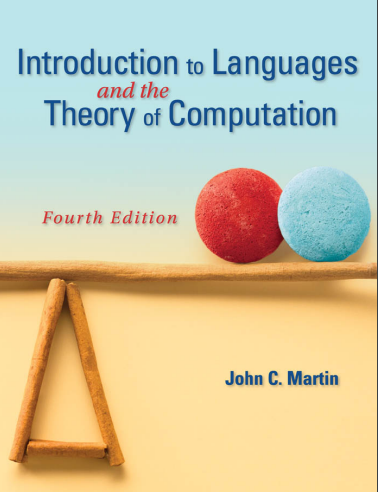 Introduction to Languages
and the
Theory of Computation
Fourth Edition
John C. Martin